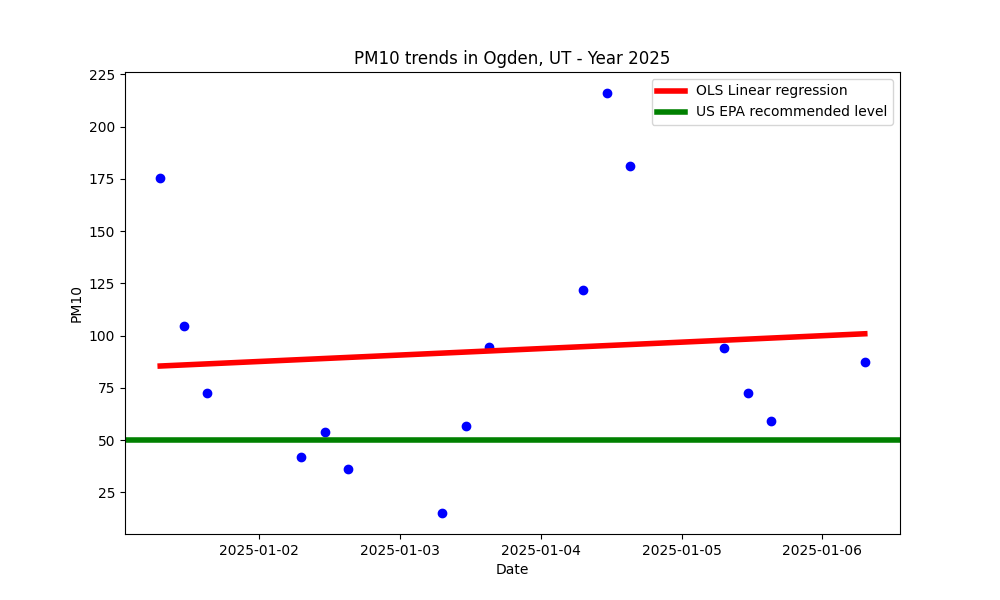 PM10 trends in Ogden, UT - Year 2025
OLS Linear regression
US EPA recommended level
225
200
175
150
125
100
75
50
25
PM10
2025-01-02
2025-01-03
2025-01-04
2025-01-05
2025-01-06
Date